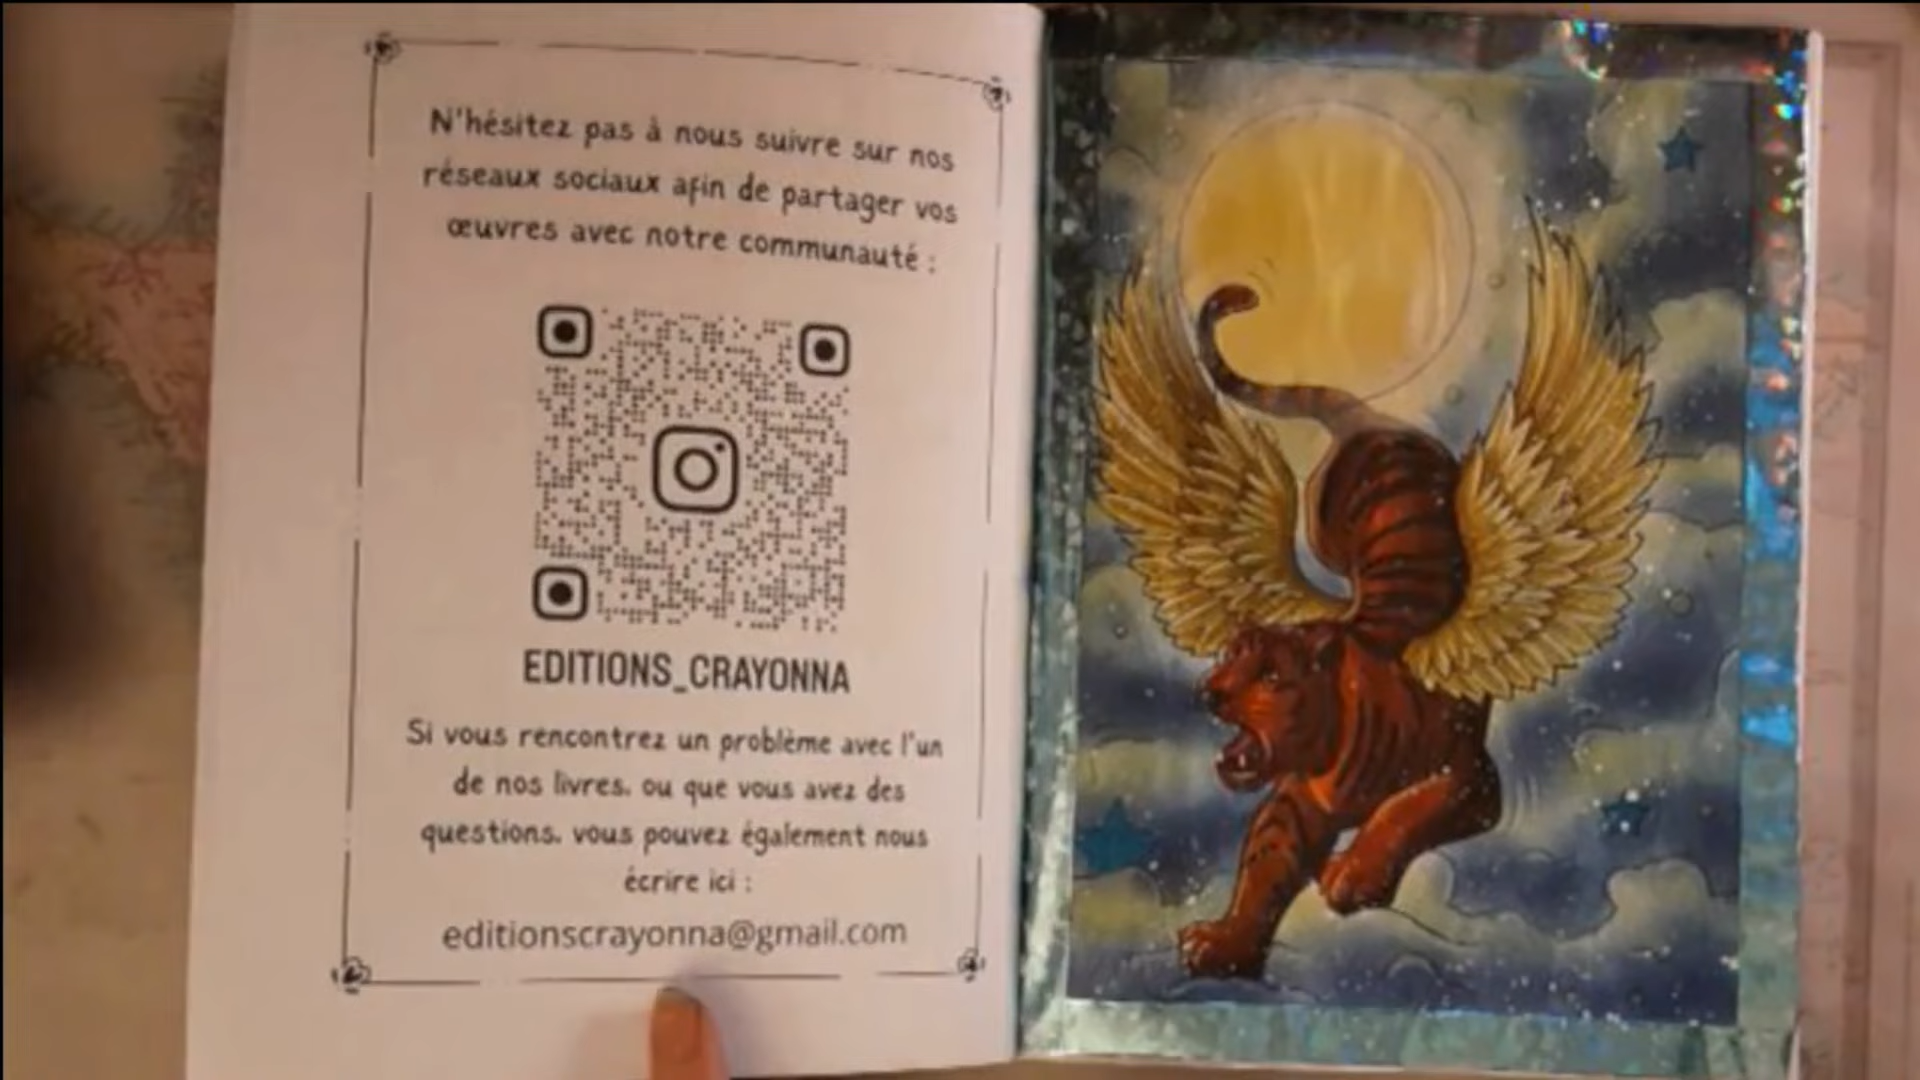 N'hésitez pas à nous suivre sur nos
réseaux sociaux afin de partager vos
œuvres avec notre communauté :
EDITIONS_CRAYONNA
Si vous rencontrez un problème avec l'un
de nos livres, ou que vous avez des
questions, vous pouvez également nous
écrire ici :
editionscrayonna@gmail.com